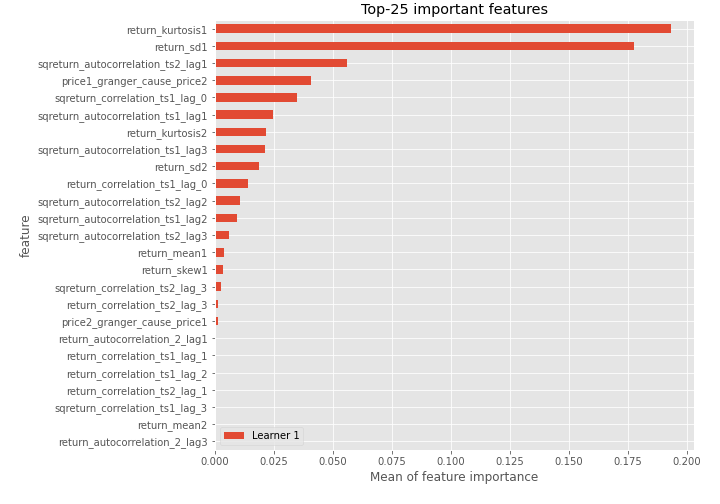 Top-25 important features
return_kurtosis1
return_sd1
sqreturn_autocorrelation_ts2_lag1
price1_granger_cause_price2
sqreturn_correlation_ts1_lag_0
sqreturn_autocorrelation_ts1_lag1
return_kurtosis2
sqreturn_autocorrelation_ts1_lag3
return_sd2
return_correlation_ts1_lag_0
sqreturn_autocorrelation_ts2_lag2
sqreturn_autocorrelation_ts1_lag2
sqreturn_autocorrelation_ts2_lag3
return_mean1
return_skew1
sqreturn_correlation_ts2_lag_3
return_correlation_ts2_lag_3
price2_granger_cause_price1
return_autocorrelation_2_lag1
return_correlation_ts1_lag_1
return_correlation_ts1_lag_2
return_correlation_ts2_lag_1
sqreturn_correlation_ts1_lag_3
return_mean2
return_autocorrelation_2_lag3
feature
Learner 1
0.000 0.025 0.050 0.075 0.100 0.125 0.150 0.175 0.200
Mean of feature importance